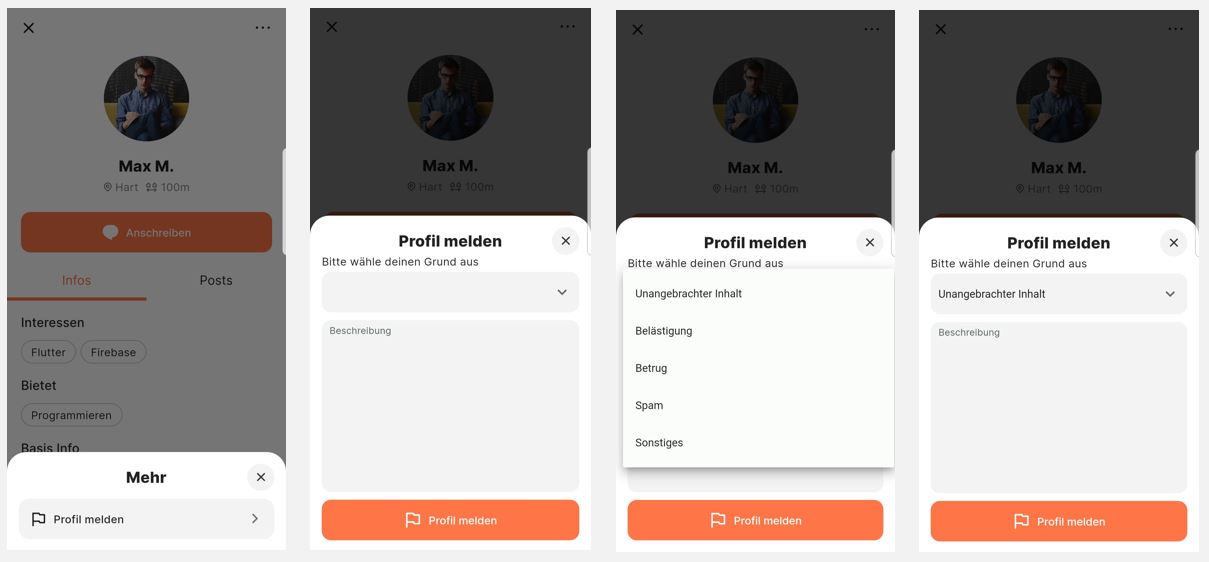 Max M.
Hart 100m
Anschreiben
Infos Posts
Interessen
Flutter Firebase
Bietet
Programmieren
Basis Info
Mehr
Profil melden
Max M.
Hart 100m
Profil melden
Bitte wähle deinen Grund aus
Beschreibung
Profil melden
Max M.
Hart 100m
Profil melden
Bitte wähle deinen Grund aus
Unangebrachter Inhalt
Belästigung
Betrug
Spam
Sonstiges
Profil melden
Max M.
Hart 100m
Profil melden
Bitte wähle deinen Grund aus
Unangebrachter Inhalt
Beschreibung
Profil melden